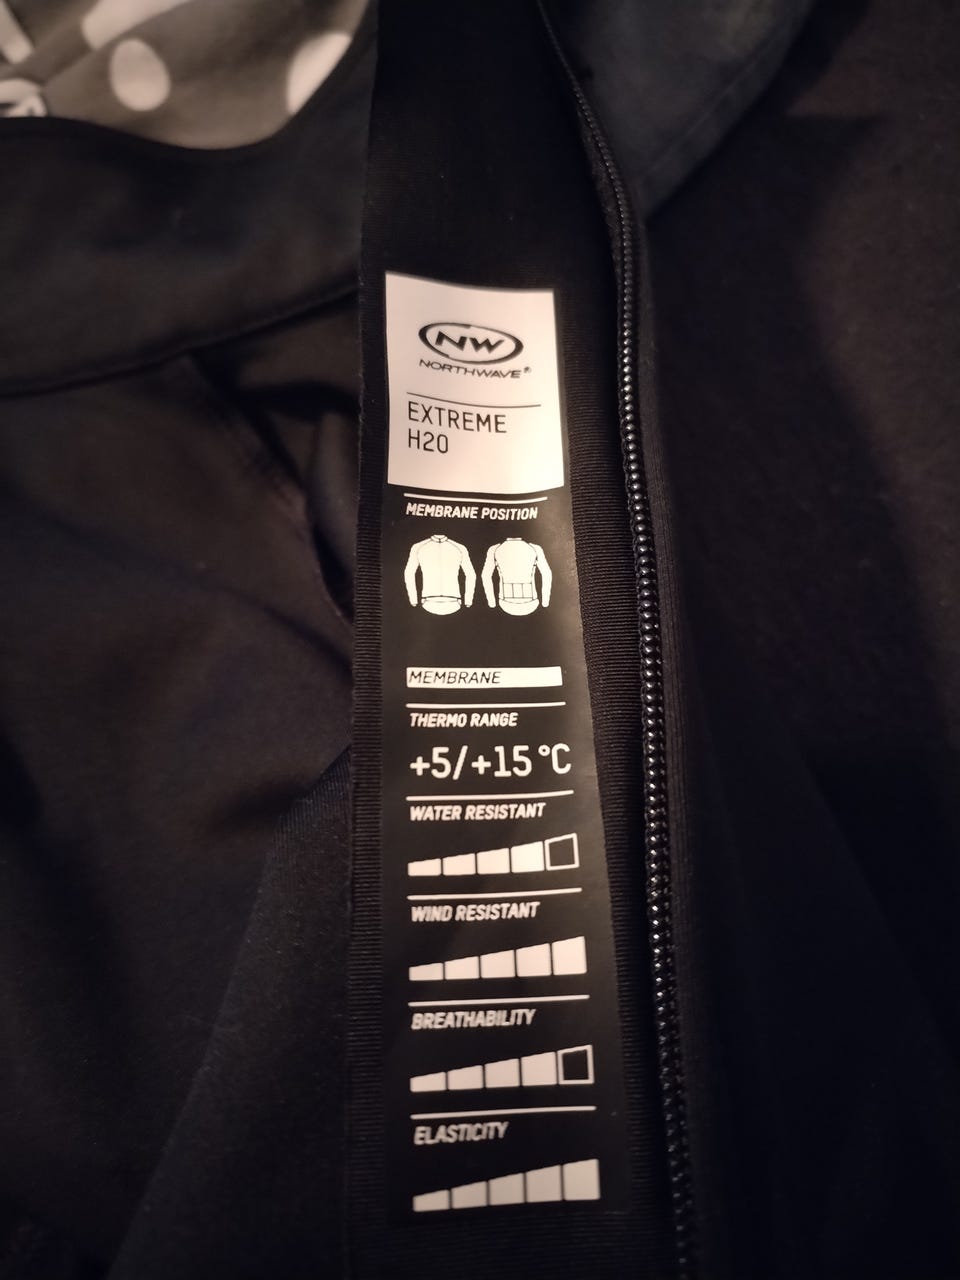 NW
NORTHWAVE®
EXTREME
H20
MEMBRANE POSITION
MEMBRANE
THERMO RANGE
+5/+15 °C
WATER RESISTANT
WIND RESISTANT
BREATHABILITY
ELASTICITY